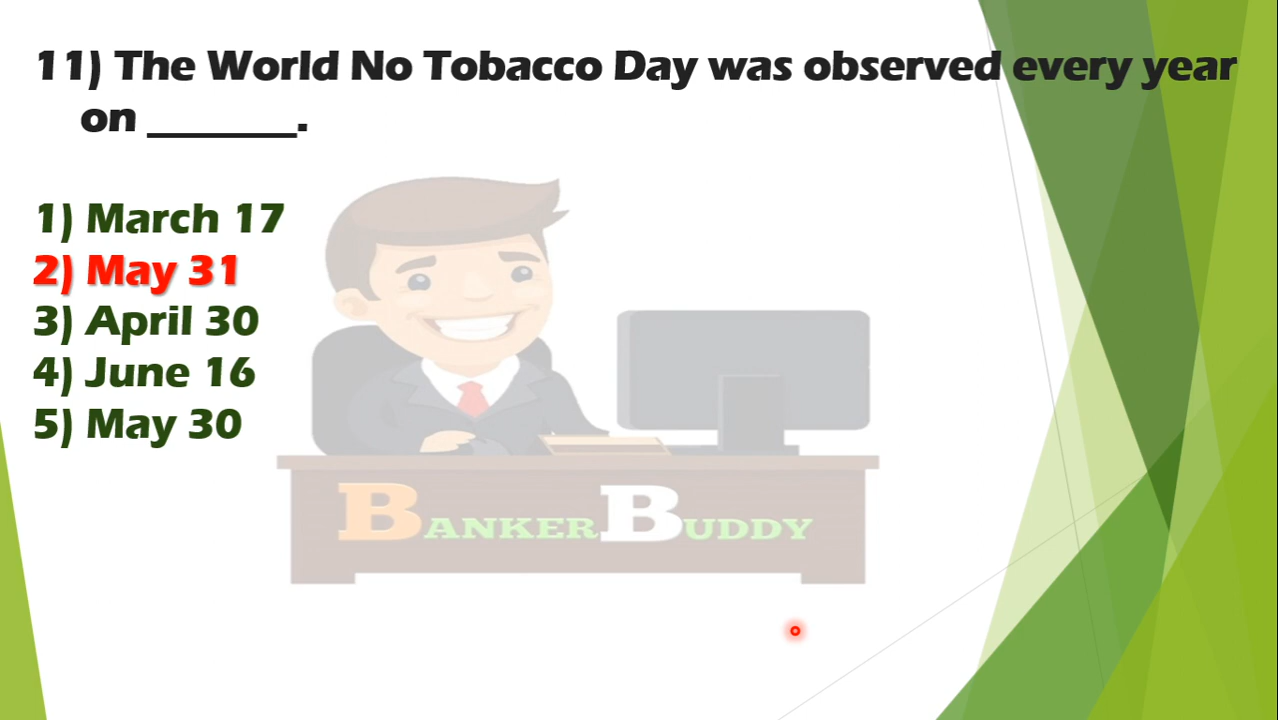 11) The World No Tobacco Day was observed every year
on _______.
1) March 17
2) May 31
3) April 30
4) June 16
5) May 30
BANKERBUDDY